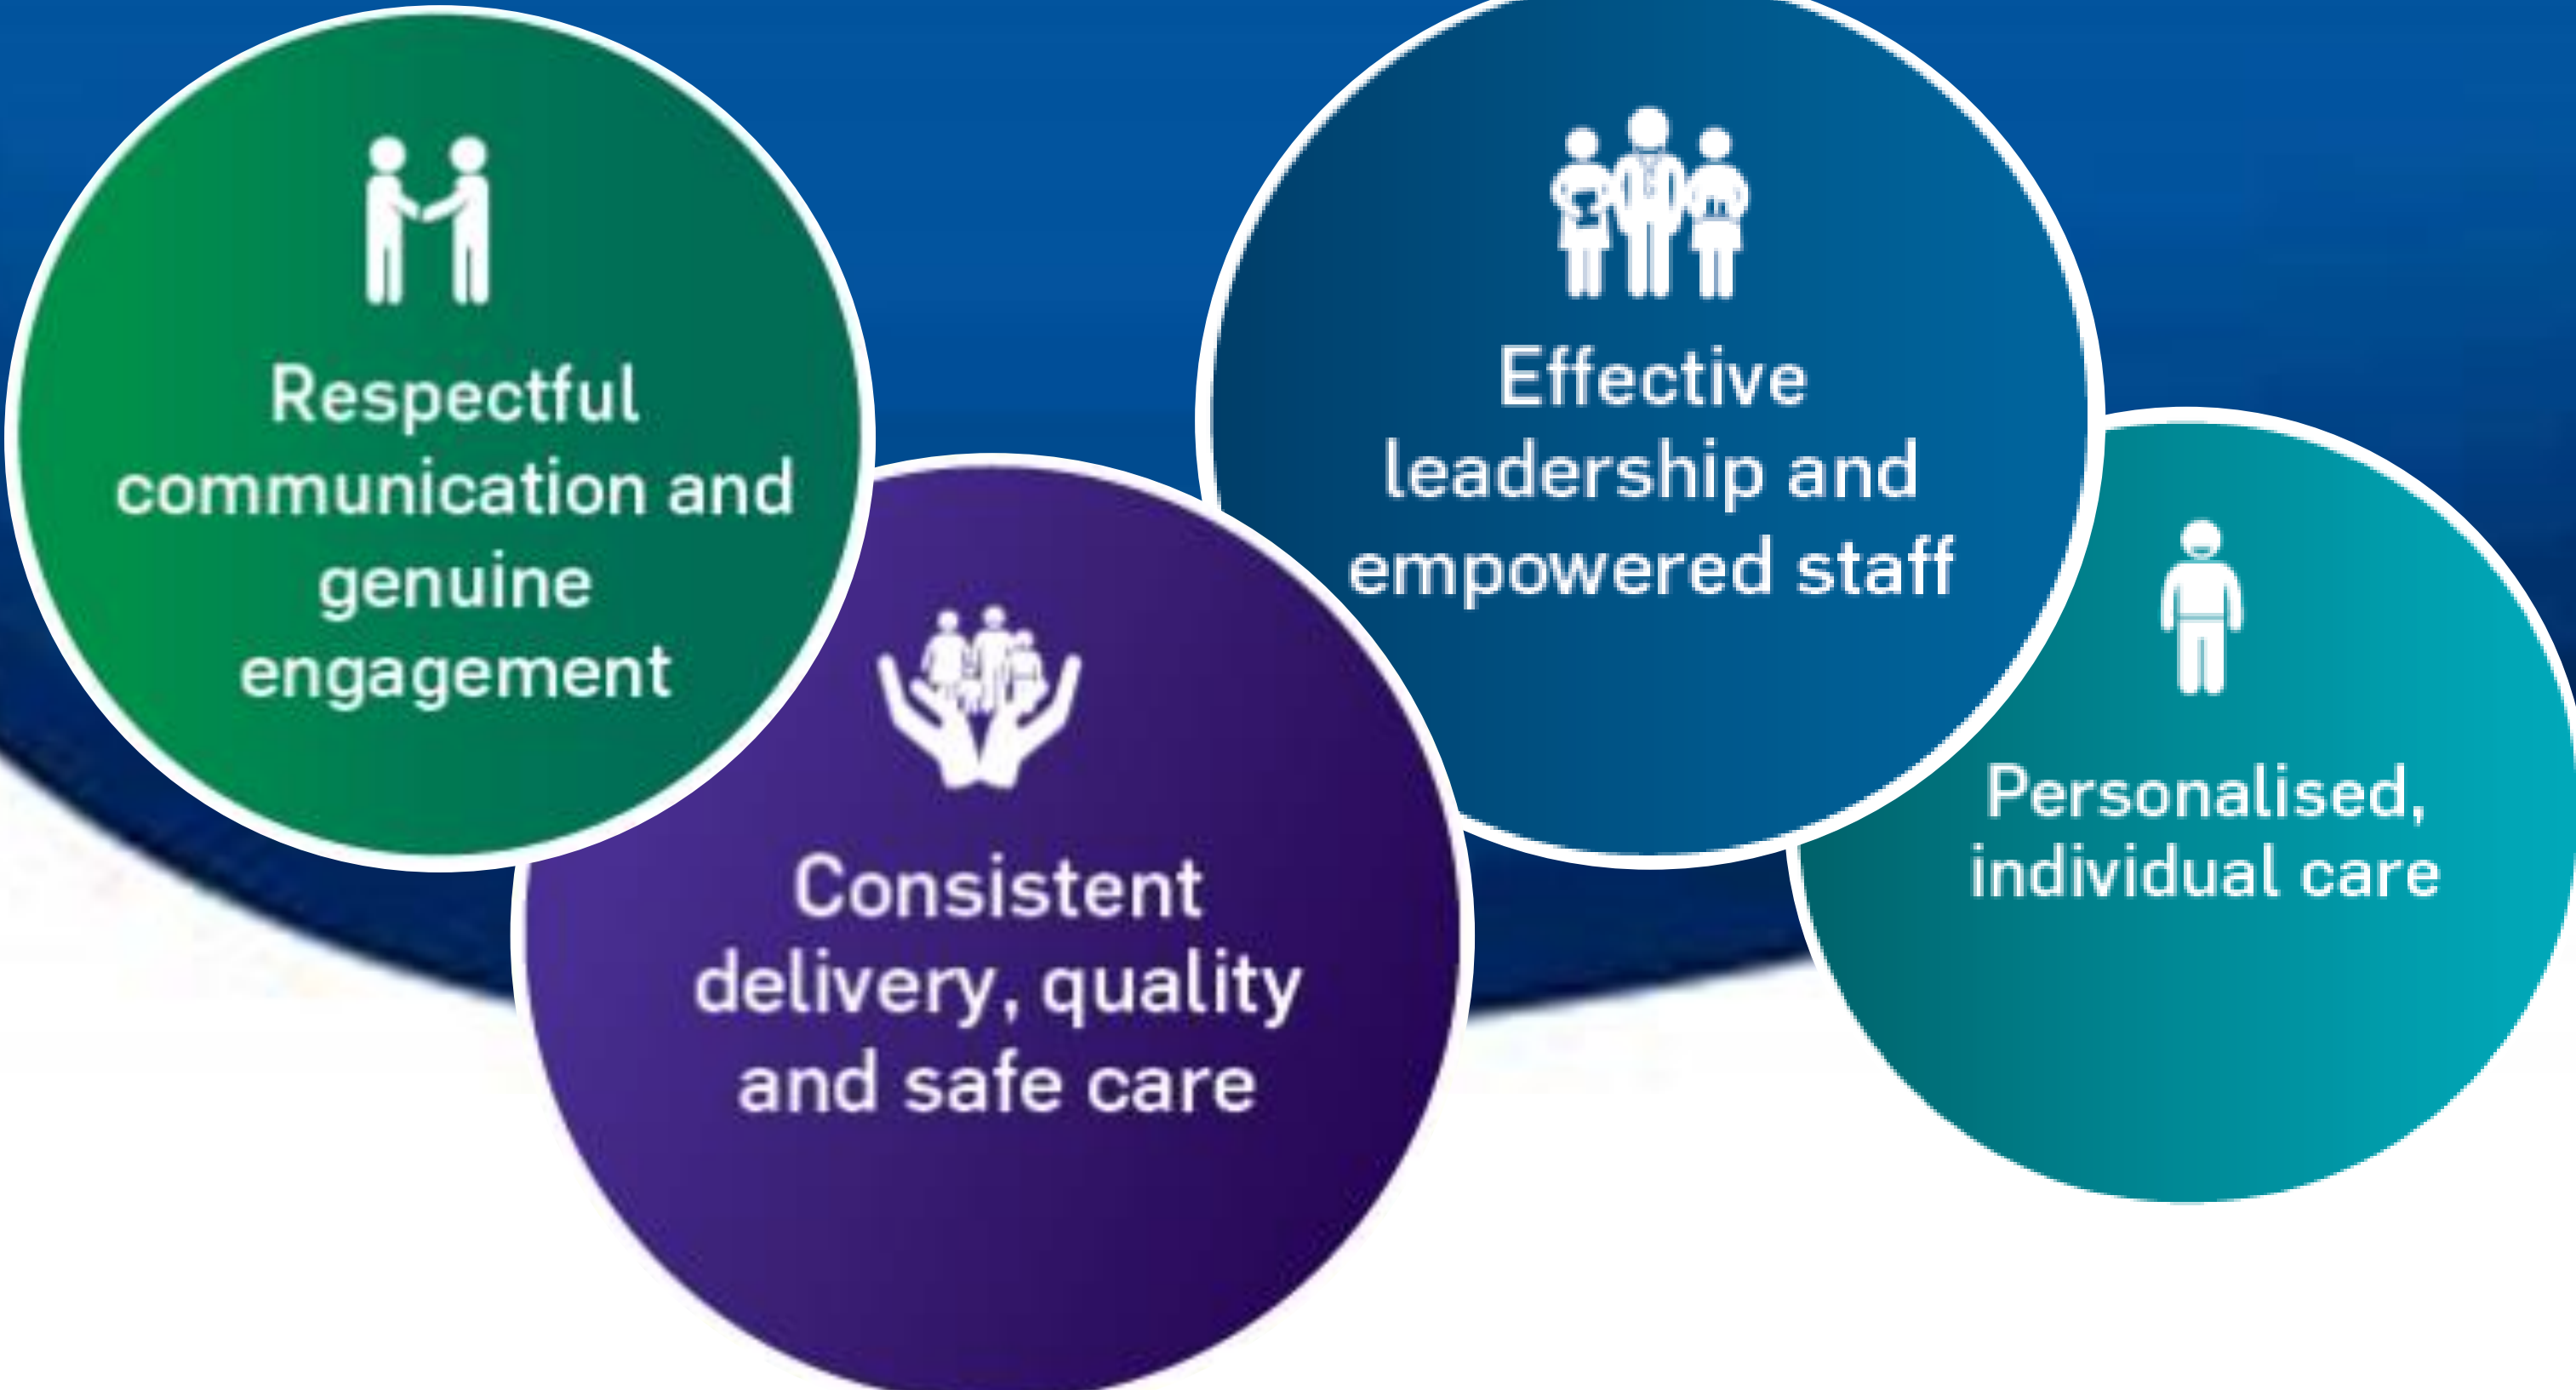 Respectful
communication and
genuine
engagement
Consistent
delivery, quality
and safe care
Effective
leadership and
empowered staff
Personalised,
individual care